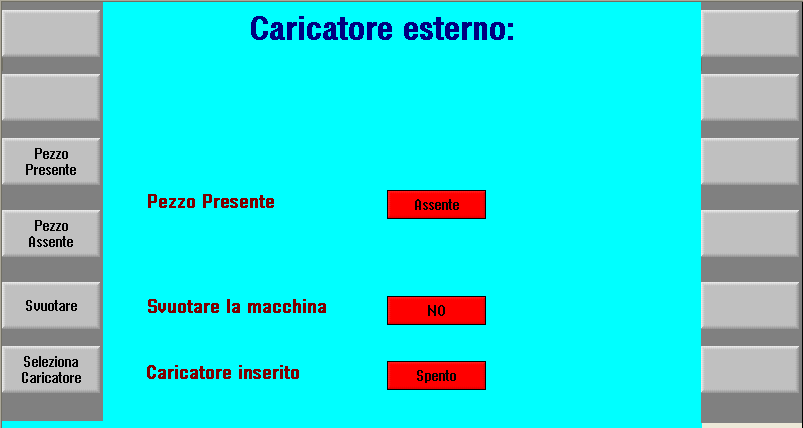 Caricatore esterno:
Pezzo
Presente
Pezzo Presente
Assente
Pezzo
Assente
Svuotare
Svuotare la macchina
NO
Seleziona
Caricatore
Caricatore inserito
Spento